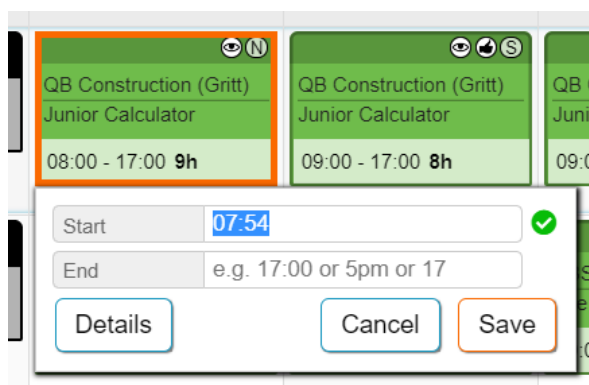 N
S
QB Construction (Gritt)
QB Construction (Gritt)
QB
Junior Calculator
Junior Calculator
Juni
08:00 - 17:00 9h
09:00 - 17:00 8h
09:0
Start
07:54
End
e.g. 17:00 or 5pm or 17
Details
Cancel
Save